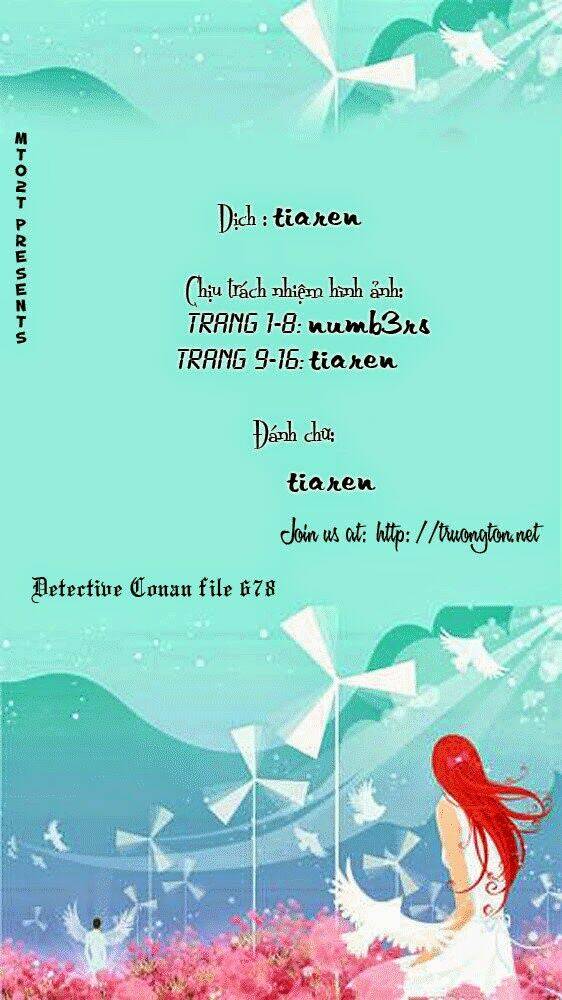 MTO2T PRESENTS
Dịch : tiaren
Chịu trách nhiệm hình ảnh:
TRANG 1-8: numb3rs
TRANG 9-16: tiaren
Đánh chữ:
tiaren
Join us at: http: //truongton.net
Detective Conan file 678